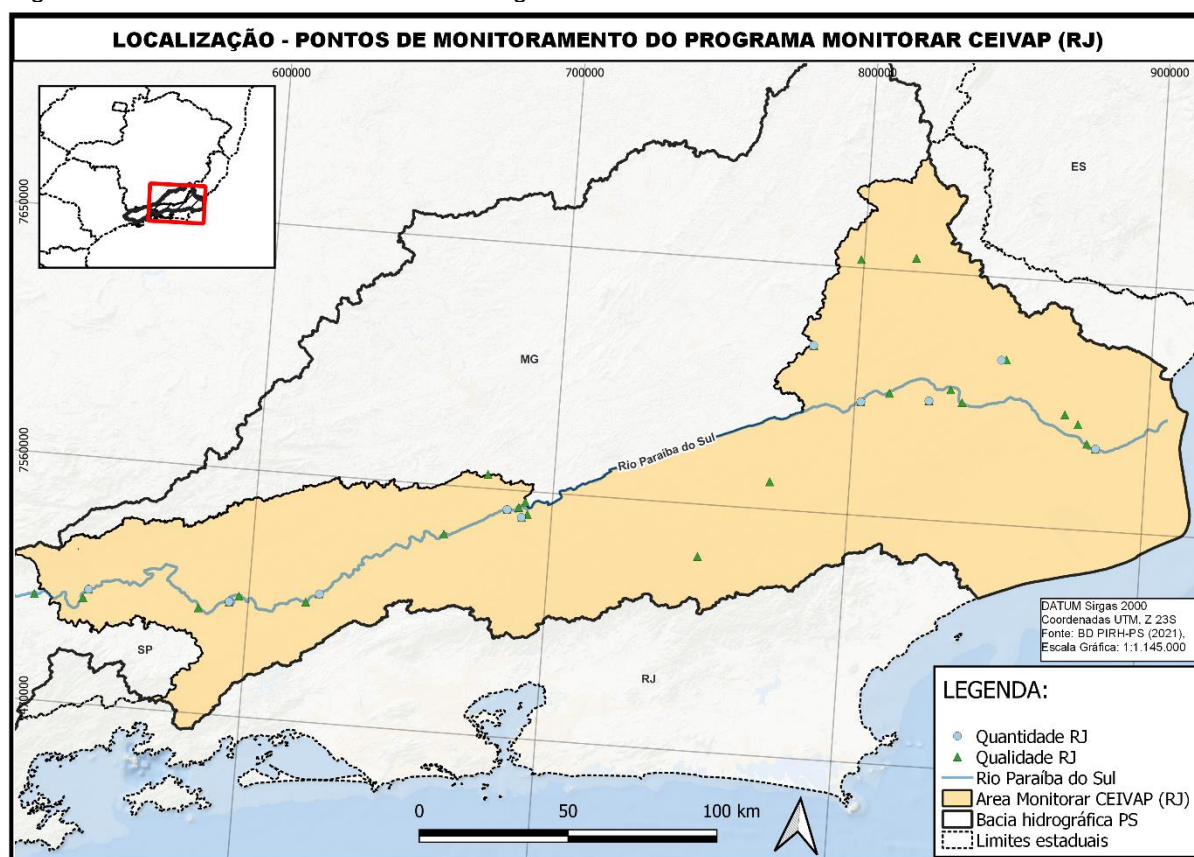 LOCALIZAÇÃO - PONTOS DE MONITORAMENTO DO PROGRAMA MONITORAR CEIVAP (RJ)
600000
700000
800000
900000
7650000
ES
MG
Rio Paraíba do Sul
7560000
SP
RJ
DATUM Sirgas 2000
Coordenadas UTM, Z 23S
Fonte: BD PIRH-PS (2021),
Escala Gráfica: 1:1.145.000
LEGENDA:
Quantidade RJ
Qualidade RJ
Rio Paraíba do Sul
Area Monitorar CEIVAP (RJ)
Bacia hidrográfica PS
Limites estaduais
0
50
100 km